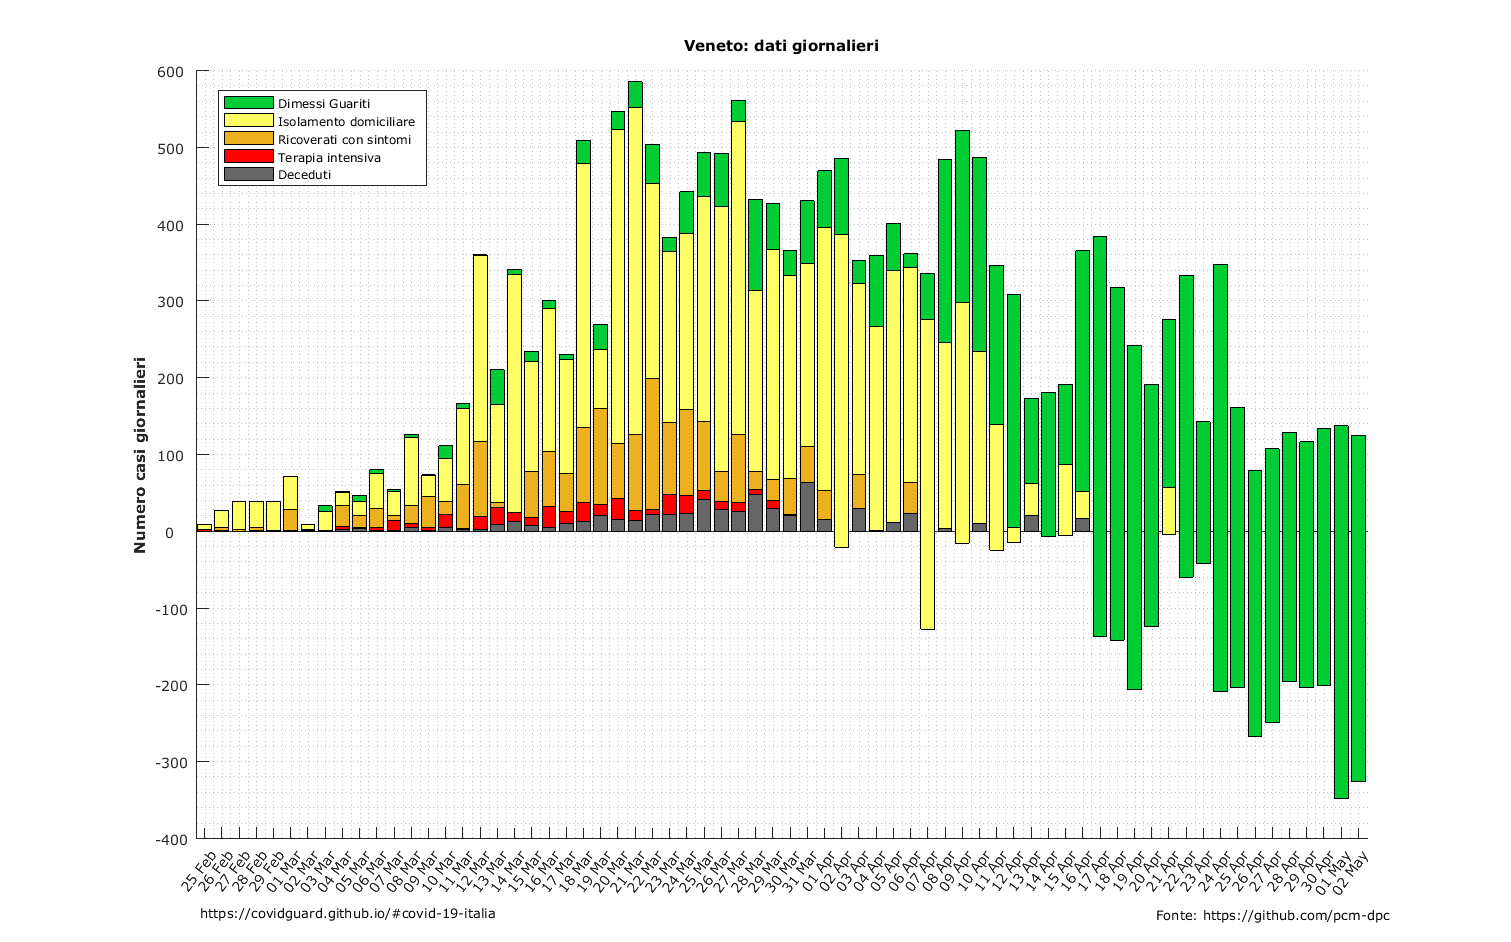 Veneto: dati giornalieri
600
500
400
300
200
100
0
-100
-200
-300
-400
Numero casi giornalieri
Dimessi Guariti
Isolamento domiciliare
Ricoverati con sintomi
Terapia intensiva
Deceduti
25 Feb
26 Feb
27 Feb
28 Feb
29 Feb
01 Mar
02 Mar
03 Mar
04 Mar
05 Mar
06 Mar
07 Mar
08 Mar
09 Mar
10 Mar
11 Mar
12 Mar
13 Mar
14 Mar
15 Mar
16 Mar
17 Mar
18 Mar
19 Mar
20 Mar
21 Mar
22 Mar
23 Mar
24 Mar
25 Mar
26 Mar
27 Mar
28 Mar
29 Mar
30 Mar
31 Mar
01 Apr
02 Apr
03 Apr
04 Apr
05 Apr
06 Apr
07 Apr
08 Apr
09 Apr
10 Apr
11 Apr
12 Apr
13 Apr
14 Apr
15 Apr
16 Apr
17 Apr
18 Apr
19 Apr
20 Apr
21 Apr
22 Apr
23 Apr
24 Apr
25 Apr
26 Apr
27 Apr
28 Apr
29 Apr
30 Apr
01 May
02 May
https://covidguard.github.io/#covid-19-italia
Fonte: https://github.com/pcm-dpc